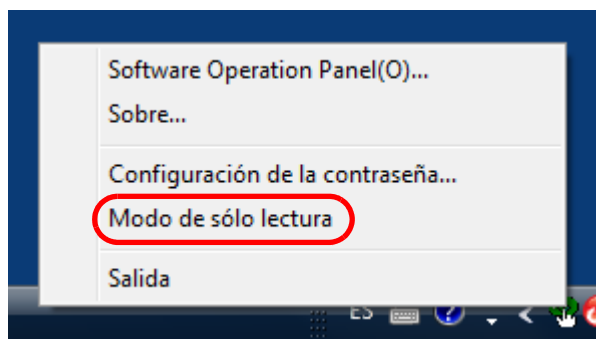 Software Operation Panel(O)...
Sobre...
Configuración de la contraseña...
Modo de sólo lectura
Salida
ES